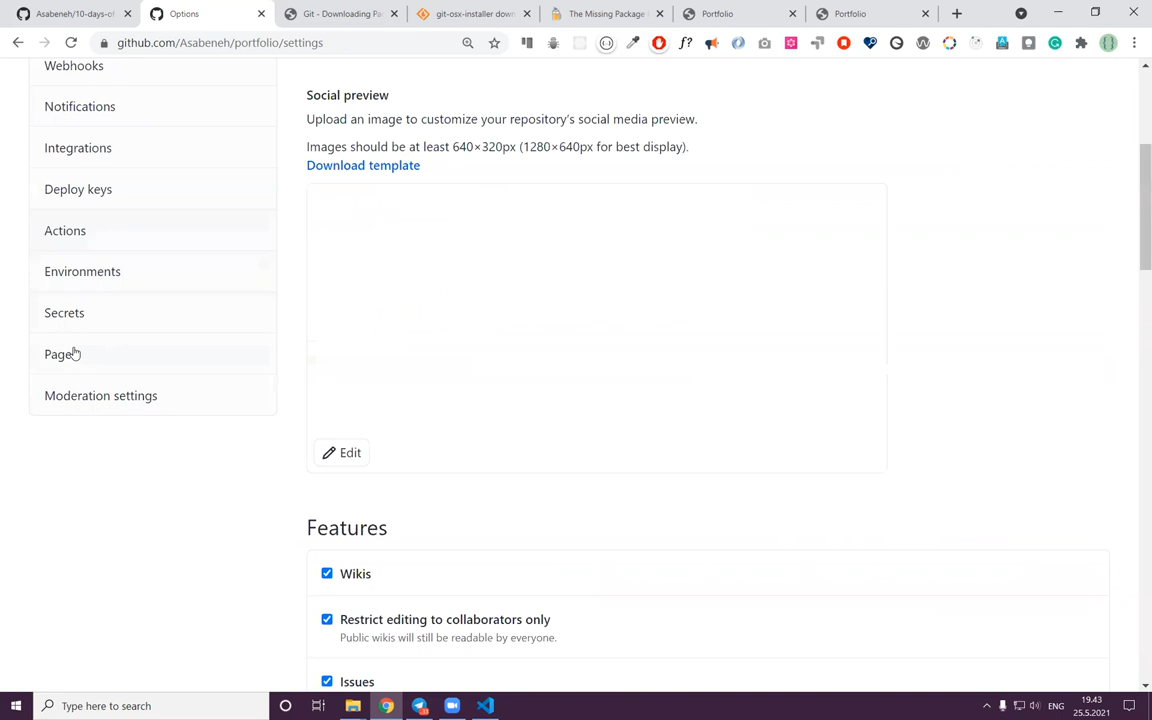 Asabeneh/10-days-of
Options
Git - Downloading Pa
git-osx-installer down
The Missing Package
Portfolio
Portfolio
github.com/Asabeneh/portfolio/settings
Webhooks
Notifications
Integrations
Deploy keys
Actions
Environments
Secrets
Page
Moderation settings
Social preview
Upload an image to customize your repository's social media preview.
Images should be at least 640×320px (1280×640px for best display).
Download template
Edit
Features
Wikis
Restrict editing to collaborators only
Public wikis will still be readable by everyone.
Issues
Type here to search
ENG
19.43
25.5.2021